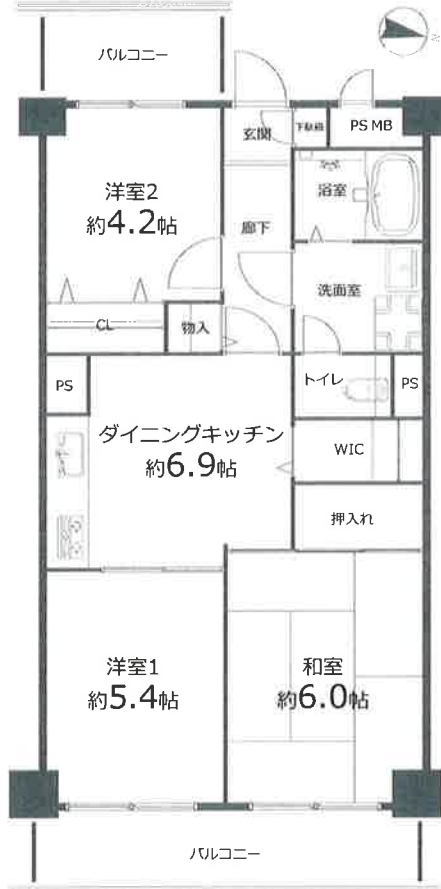 バルコニー
N
玄関
下駄箱
PS MB
洋室2
約4.2帖
廊下
浴室
洗面室
CL
物入
PS
トイレ
PS
ダイニングキッチン
約6.9帖
WIC
押入れ
洋室1
約5.4帖
和室
約6.0帖
バルコニー